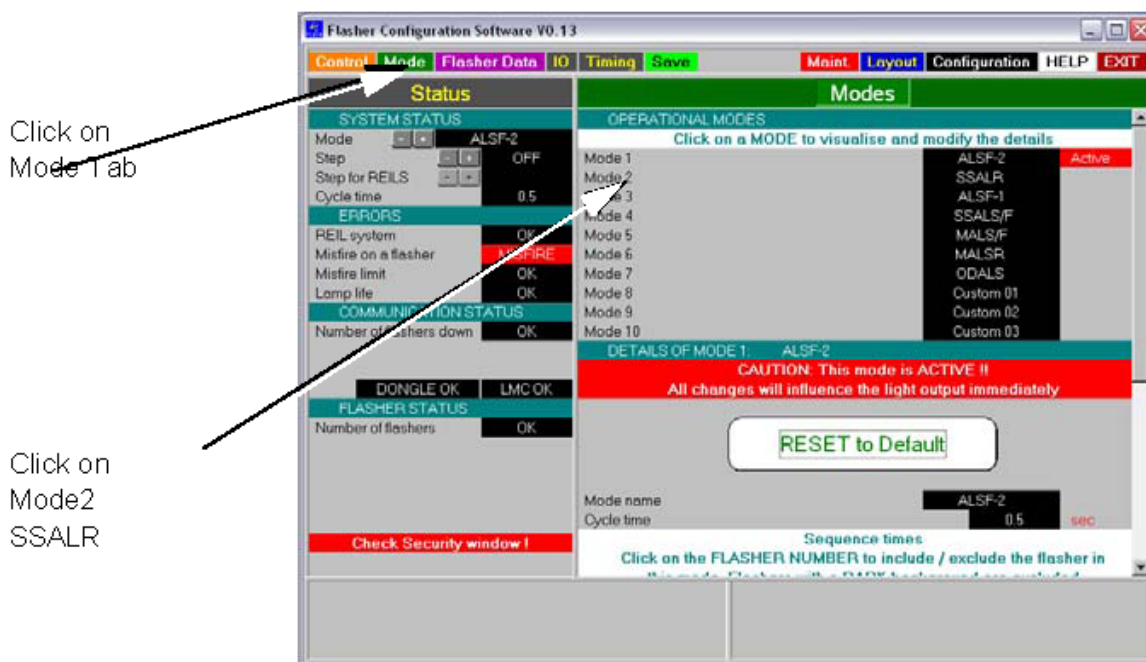 Flasher Configuration Software V0.13
Control Mode Flasher Data IO Timing Save Maint. Layout Configuration HELP EXIT
Click on
Mode Tab
Click on
Mode2
SSALR
Status
SYSTEM STATUS
Mode - + ALSF-2
Step - + OFF
Step for REILS - +
Cycle time 0.5
ERRORS
REIL system OK
Misfire on a flasher MISFIRE
Misfire limit OK
Lamp life OK
COMMUNICATION STATUS
Number of flashers down OK
DONGLE OK LMC OK
FLASHER STATUS
Number of flashers OK
Check Security window !
Modes
OPERATIONAL MODES
Click on a MODE to visualise and modify the details
Mode 1 ALSF-2 Active
Mode 2 SSALR
Mode 3 ALSF-1
Mode 4 SSALS/F
Mode 5 MALS/F
Mode 6 MALSR
Mode 7 ODALS
Mode 8 Custom 01
Mode 9 Custom 02
Mode 10 Custom 03
DETAILS OF MODE 1: ALSF-2
CAUTION: This mode is ACTIVE !!
All changes will influence the light output immediately
RESET to Default
Mode name ALSF-2
Cycle time 0.5 sec
Sequence times
Click on the FLASHER NUMBER to include / exclude the flasher in